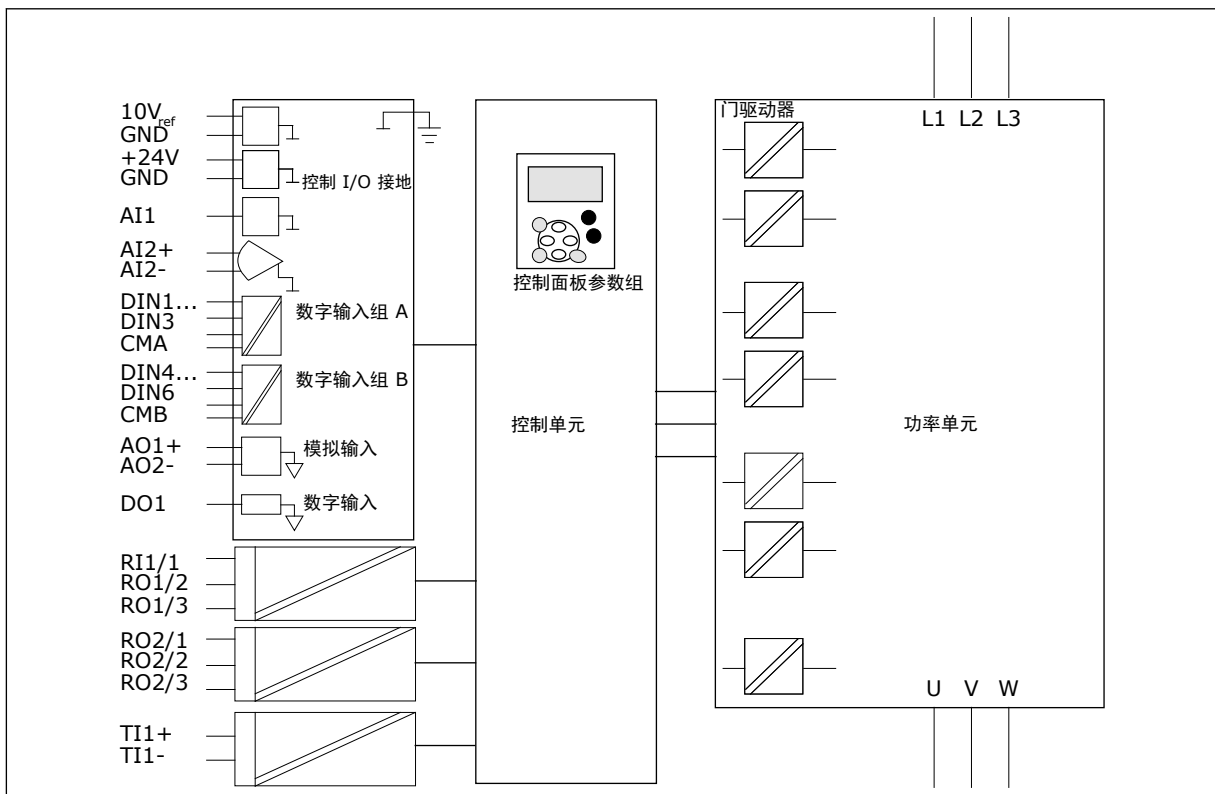 10Vref
GND
+24V
GND
控制 I/O 接地
AI1
AI2+
AI2-
DIN1...
DIN3
CMA
数字输入组 A
DIN4...
DIN6
CMB
数字输入组 B
AO1+
AO2-
模拟输入
DO1
数字输入
RI1/1
RO1/2
RO1/3
RO2/1
RO2/2
RO2/3
TI1+
TI1-
控制面板参数组
控制单元
门驱动器
L1 L2 L3
功率单元
U V W